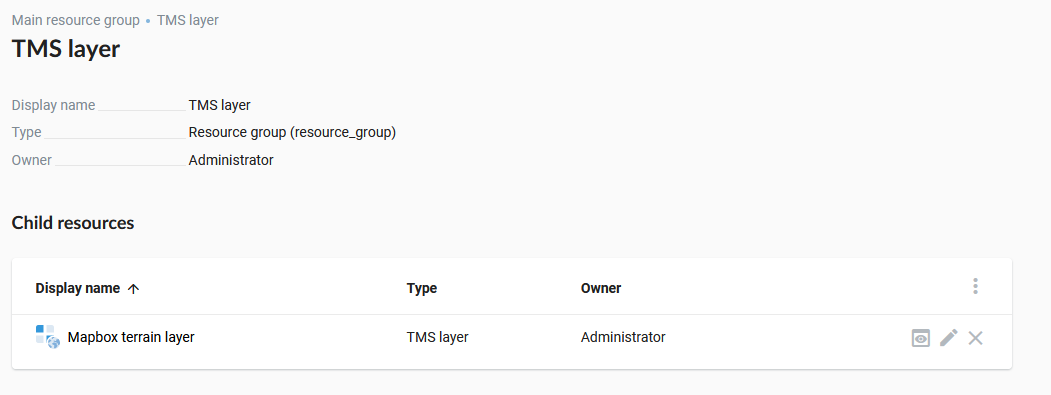 Main resource group • TMS layer
TMS layer
Display name TMS layer
Type Resource group (resource_group)
Owner Administrator
Child resources
Display name ↑ Type Owner
Mapbox terrain layer TMS layer Administrator